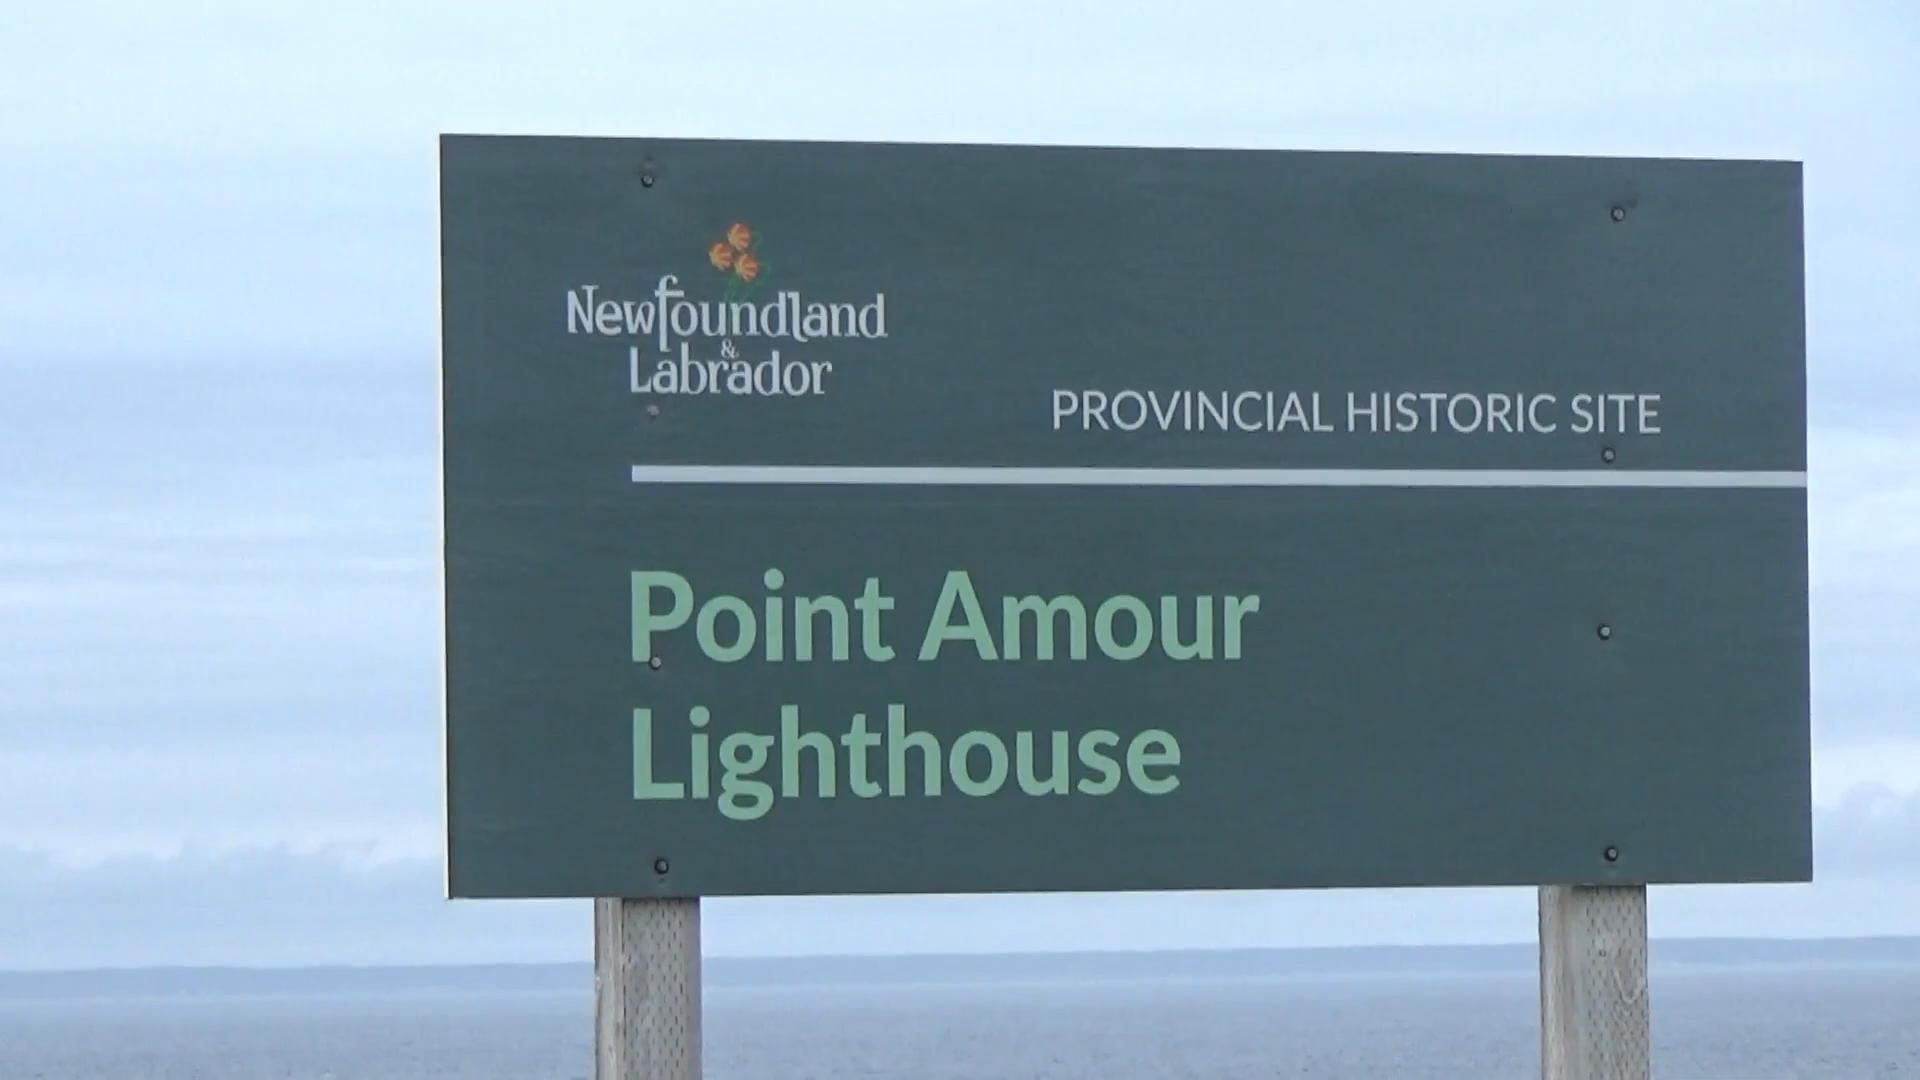 Newfoundland
&
Labrador
PROVINCIAL HISTORIC SITE
Point Amour
Lighthouse